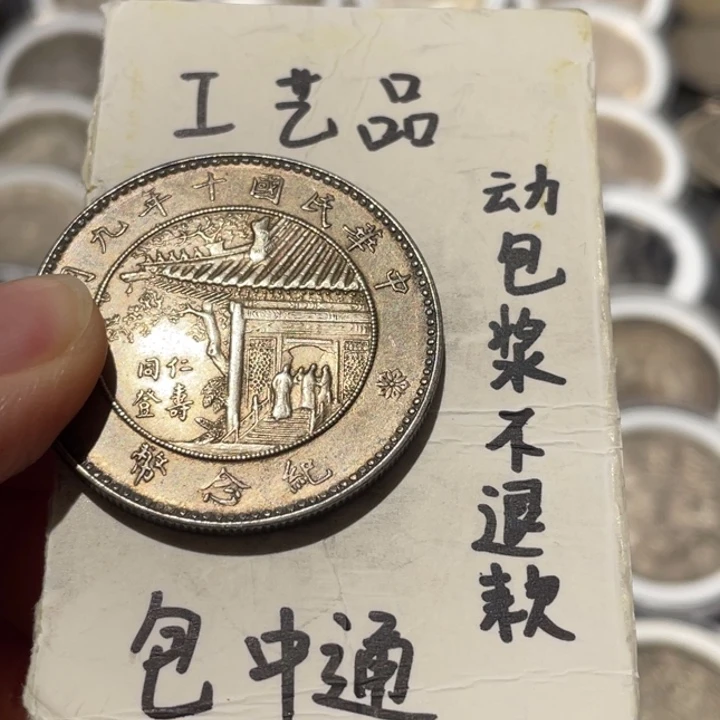 工艺品
动包浆不退款
中華民國十年九月
仁壽
同登
紀念幣
包中通